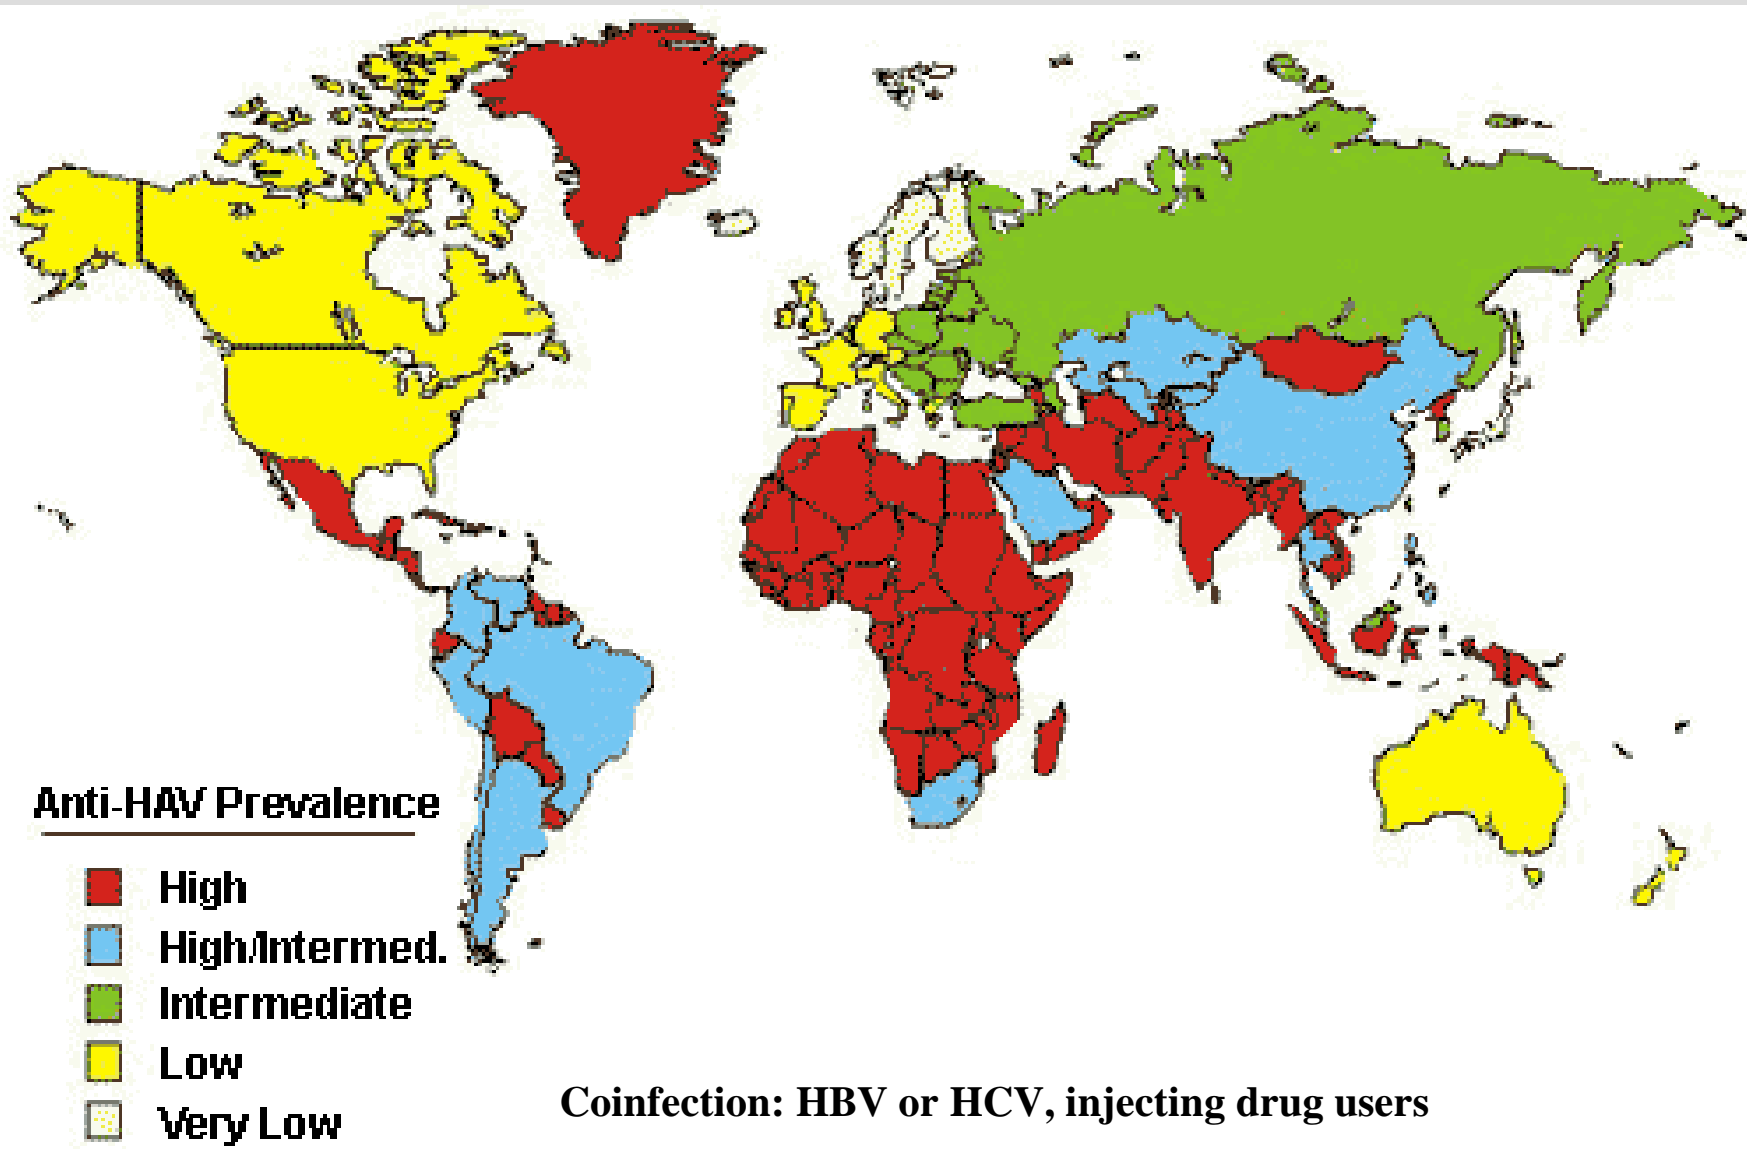 Anti-HAV Prevalence
High
High/Intermed.
Intermediate
Low
Very Low
Coinfection: HBV or HCV, injecting drug users